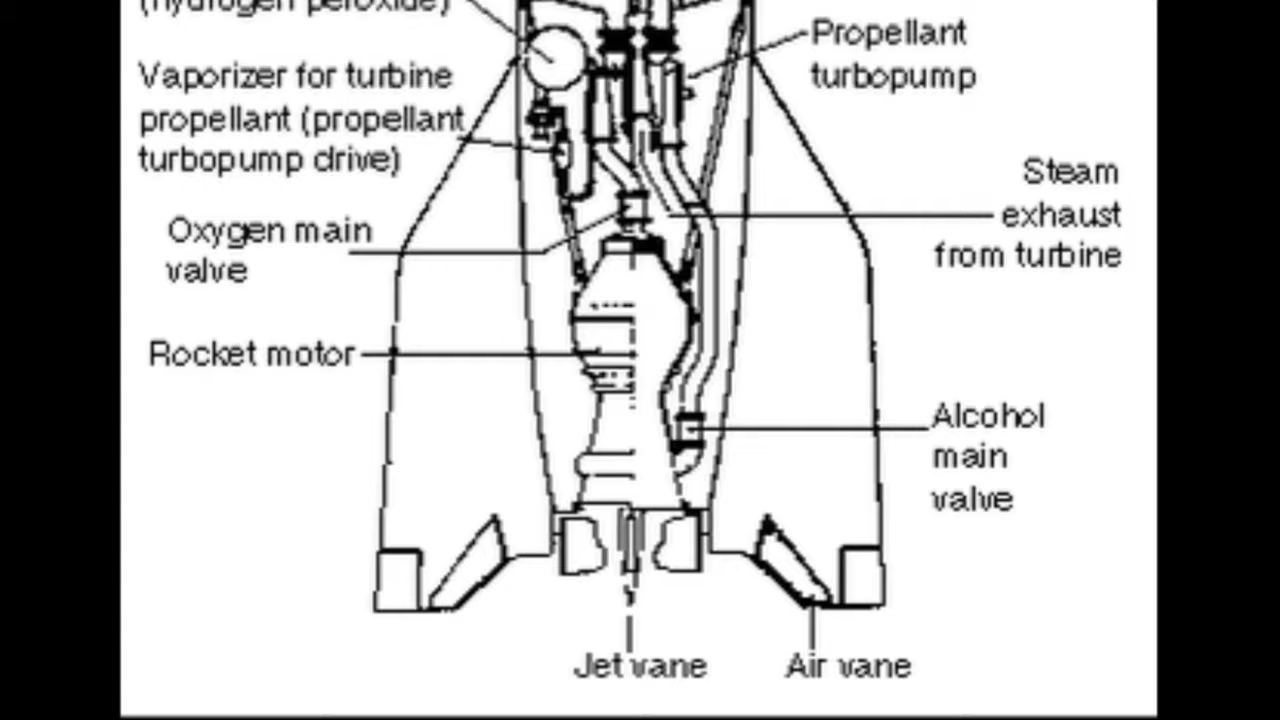 (hydrogen peroxide)
Vaporizer for turbine
propellant (propellant
turbopump drive)
Oxygen main
valve
Rocket motor
Propellant
turbopump
Steam
exhaust
from turbine
Alcohol
main
valve
Jet vane
Air vane